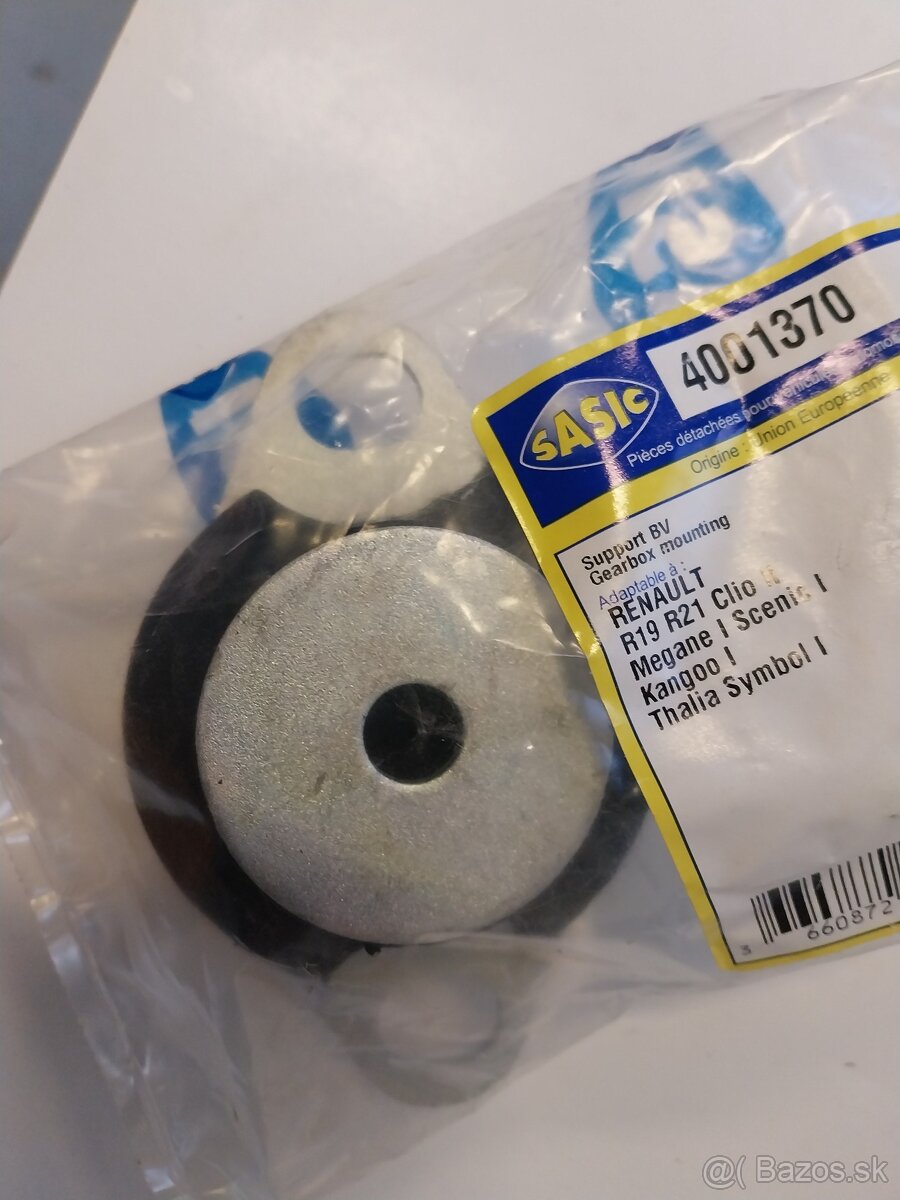 4001370
SASIC
Pièces détachées pour véhicules
Origine : Union Européenne
Support BV
Gearbox mounting
Adaptable à :
RENAULT
R19 R21 Clio II
Megane I Scenic I
Kangoo I
Thalia Symbol I
3 660872
@( Bazos.sk